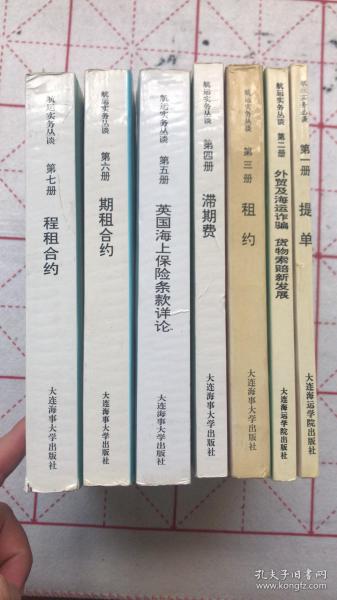 航运实务丛谈
第七册
程租合约
大连海事大学出版社
航运实务丛谈
第六册
期租合约
大连海事大学出版社
航运实务丛谈
第五册
英国海上保险条款详论
大连海事大学出版社
航运实务丛谈
第四册
滞期费
大连海事大学出版社
航运实务丛谈
第三册
租约
大连海事大学出版社
航运实务丛谈
第二册
外贸及海运诈骗 货物索赔新发展
大连海运学院出版社
航运实务丛谈
第一册
提单
大连海运学院出版社
孔夫子旧书网